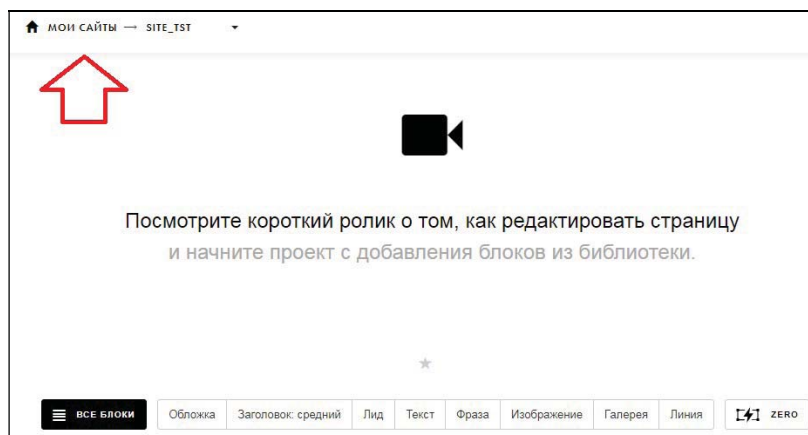 МОИ САЙТЫ → SITE_TST
Посмотрите короткий ролик о том, как редактировать страницу
и начните проект с добавления блоков из библиотеки.
ВСЕ БЛОКИ Обложка Заголовок: средний Лид Текст Фраза Изображение Галерея Линия ZERO